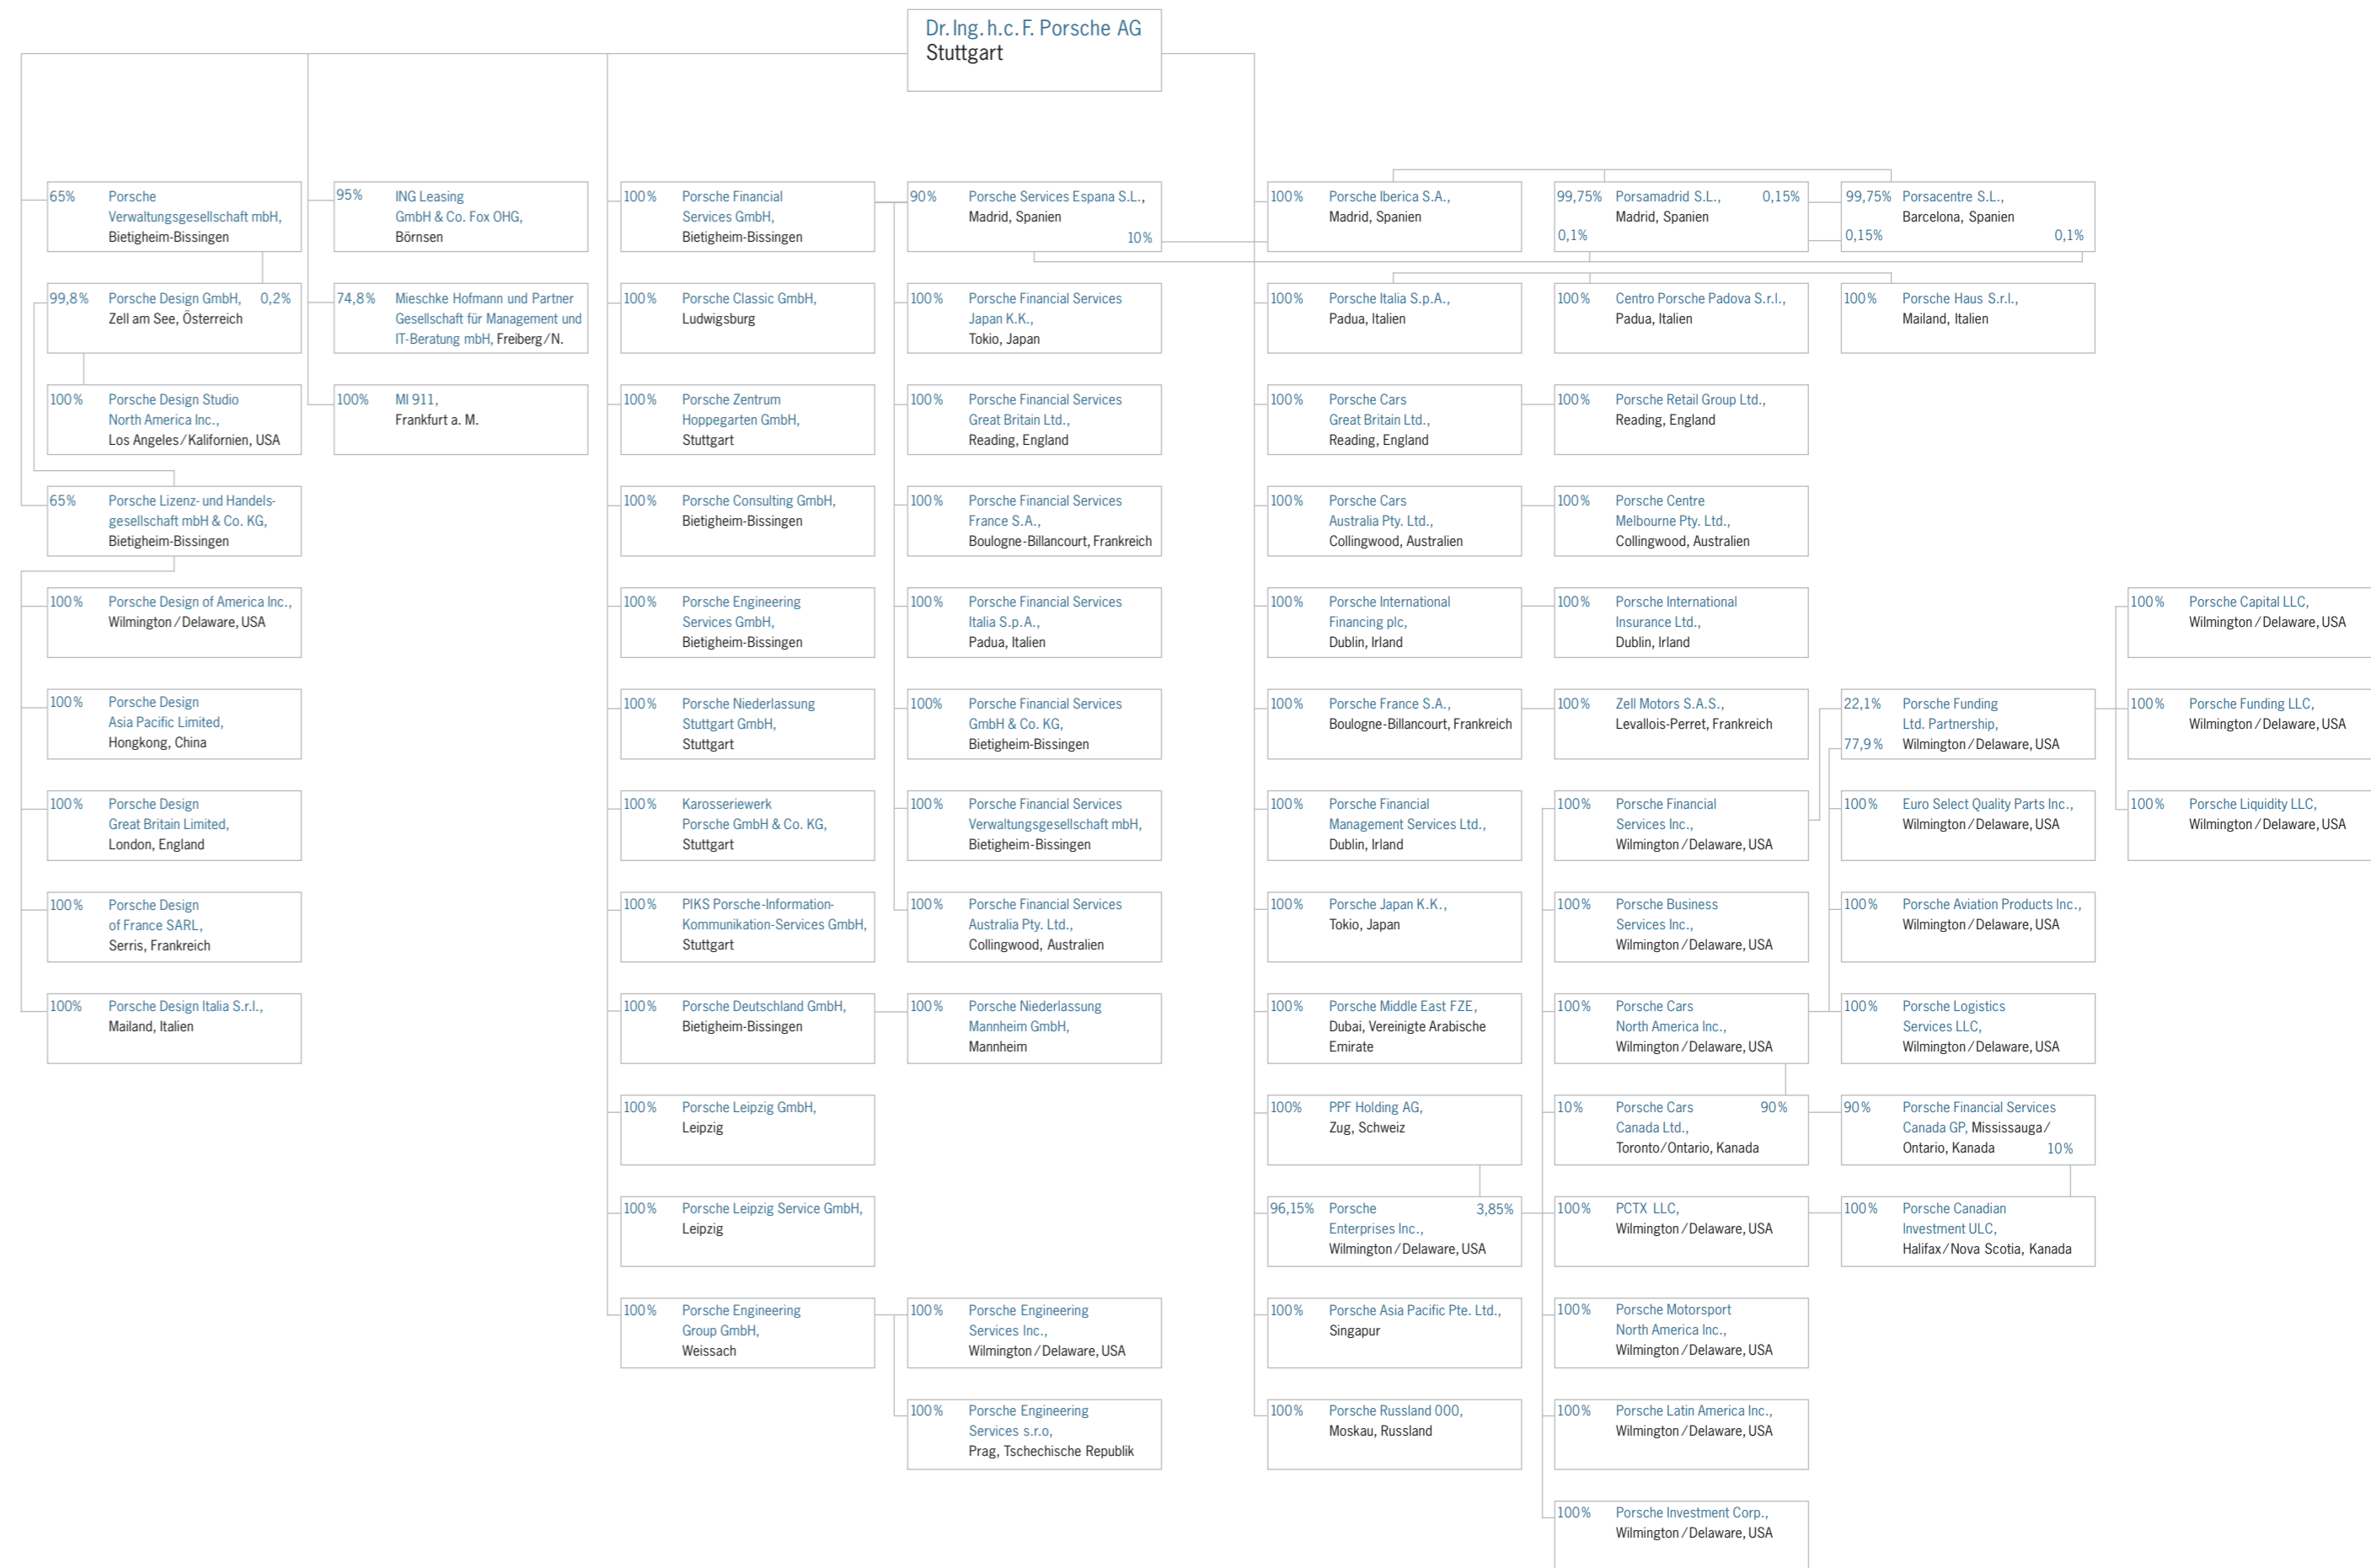 Dr. Ing. h.c. F. Porsche AG
Stuttgart
65%
Porsche
Verwaltungsgesellschaft mbH,
Bietigheim-Bissingen
99,8%
Porsche Design GmbH,
0,2%
Zell am See, Österreich
100%
Porsche Design Studio
North America Inc.,
Los Angeles/Kalifornien, USA
65%
Porsche Lizenz- und Handels-
gesellschaft mbH & Co. KG,
Bietigheim-Bissingen
100%
Porsche Design of America Inc.,
Wilmington/Delaware, USA
100%
Porsche Design
Asia Pacific Limited,
Hongkong, China
100%
Porsche Design
Great Britain Limited,
London, England
100%
Porsche Design
of France SARL,
Serris, Frankreich
100%
Porsche Design Italia S.r.l.,
Mailand, Italien
95%
ING Leasing
GmbH & Co. Fox OHG,
Börnsen
74,8%
Mieschke Hofmann und Partner
Gesellschaft für Management und
IT-Beratung mbH, Freiberg/N.
100%
MI 911,
Frankfurt a. M.
100%
Porsche Financial
Services GmbH,
Bietigheim-Bissingen
100%
Porsche Classic GmbH,
Ludwigsburg
100%
Porsche Zentrum
Hoppegarten GmbH,
Stuttgart
100%
Porsche Consulting GmbH,
Bietigheim-Bissingen
100%
Porsche Engineering
Services GmbH,
Bietigheim-Bissingen
100%
Porsche Niederlassung
Stuttgart GmbH,
Stuttgart
100%
Karosseriewerk
Porsche GmbH & Co. KG,
Stuttgart
100%
PIKS Porsche-Information-
Kommunikation-Services GmbH,
Stuttgart
100%
Porsche Deutschland GmbH,
Bietigheim-Bissingen
100%
Porsche Leipzig GmbH,
Leipzig
100%
Porsche Leipzig Service GmbH,
Leipzig
100%
Porsche Engineering
Group GmbH,
Weissach
90%
Porsche Services Espana S.L.,
Madrid, Spanien
10%
100%
Porsche Financial Services
Japan K.K.,
Tokio, Japan
100%
Porsche Financial Services
Great Britain Ltd.,
Reading, England
100%
Porsche Financial Services
France S.A.,
Boulogne-Billancourt, Frankreich
100%
Porsche Financial Services
Italia S.p.A.,
Padua, Italien
100%
Porsche Financial Services
GmbH & Co. KG,
Bietigheim-Bissingen
100%
Porsche Financial Services
Verwaltungsgesellschaft mbH,
Bietigheim-Bissingen
100%
Porsche Financial Services
Australia Pty. Ltd.,
Collingwood, Australien
100%
Porsche Niederlassung
Mannheim GmbH,
Mannheim
100%
Porsche Engineering
Services Inc.,
Wilmington/Delaware, USA
100%
Porsche Engineering
Services s.r.o,
Prag, Tschechische Republik
100%
Porsche Iberica S.A.,
Madrid, Spanien
100%
Porsche Italia S.p.A.,
Padua, Italien
100%
Porsche Cars
Great Britain Ltd.,
Reading, England
100%
Porsche Cars
Australia Pty. Ltd.,
Collingwood, Australien
100%
Porsche International
Financing plc,
Dublin, Irland
100%
Porsche France S.A.,
Boulogne-Billancourt, Frankreich
100%
Porsche Financial
Management Services Ltd.,
Dublin, Irland
100%
Porsche Japan K.K.,
Tokio, Japan
100%
Porsche Middle East FZE,
Dubai, Vereinigte Arabische
Emirate
100%
PPF Holding AG,
Zug, Schweiz
96,15%
Porsche
3,85%
Enterprises Inc.,
Wilmington/Delaware, USA
100%
Porsche Asia Pacific Pte. Ltd.,
Singapur
100%
Porsche Russland OOO,
Moskau, Russland
99,75%
Porsamadrid S.L.,
0,15%
Madrid, Spanien
0,1%
100%
Centro Porsche Padova S.r.l.,
Padua, Italien
100%
Porsche Retail Group Ltd.,
Reading, England
100%
Porsche Centre
Melbourne Pty. Ltd.,
Collingwood, Australien
100%
Porsche International
Insurance Ltd.,
Dublin, Irland
100%
Zell Motors S.A.S.,
Levallois-Perret, Frankreich
100%
Porsche Financial
Services Inc.,
Wilmington/Delaware, USA
100%
Porsche Business
Services Inc.,
Wilmington/Delaware, USA
100%
Porsche Cars
North America Inc.,
Wilmington/Delaware, USA
10%
Porsche Cars
90%
Canada Ltd.,
Toronto/Ontario, Kanada
100%
PCTX LLC,
Wilmington/Delaware, USA
100%
Porsche Motorsport
North America Inc.,
Wilmington/Delaware, USA
100%
Porsche Latin America Inc.,
Wilmington/Delaware, USA
100%
Porsche Investment Corp.,
Wilmington/Delaware, USA
99,75%
Porsacentre S.L.,
Barcelona, Spanien
0,15%
0,1%
100%
Porsche Haus S.r.l.,
Mailand, Italien
22,1%
Porsche Funding
Ltd. Partnership,
77,9%
Wilmington/Delaware, USA
100%
Euro Select Quality Parts Inc.,
Wilmington/Delaware, USA
100%
Porsche Aviation Products Inc.,
Wilmington/Delaware, USA
100%
Porsche Logistics
Services LLC,
Wilmington/Delaware, USA
90%
Porsche Financial Services
Canada GP, Mississauga/
Ontario, Kanada
10%
100%
Porsche Canadian
Investment ULC,
Halifax/Nova Scotia, Kanada
100%
Porsche Capital LLC,
Wilmington/Delaware, USA
100%
Porsche Funding LLC,
Wilmington/Delaware, USA
100%
Porsche Liquidity LLC,
Wilmington/Delaware, USA